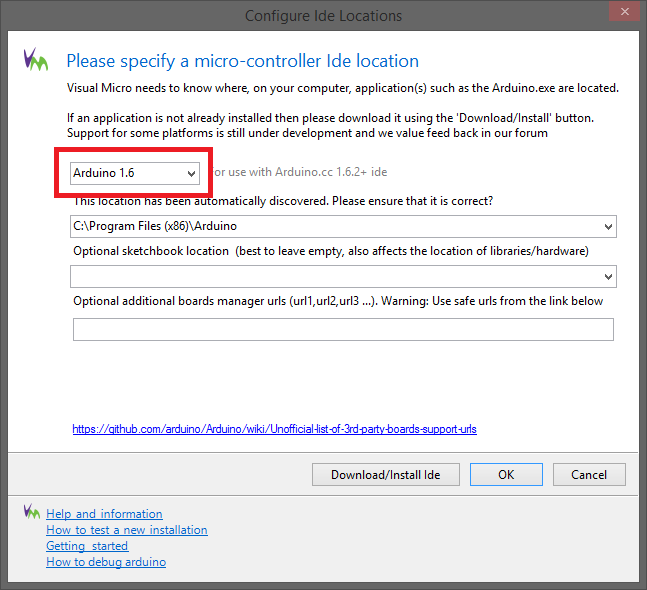 Configure Ide Locations
Please specify a micro-controller Ide location
Visual Micro needs to know where, on your computer, application(s) such as the Arduino.exe are located.
If an application is not already installed then please download it using the 'Download/Install' button.
Support for some platforms is still under development and we value feed back in our forum
Arduino 1.6 for use with Arduino.cc 1.6.2+ ide
This location has been automatically discovered. Please ensure that it is correct?
C:\Program Files (x86)\Arduino
Optional sketchbook location (best to leave empty, also affects the location of libraries/hardware)
Optional additional boards manager urls (url1,url2,url3 ...). Warning: Use safe urls from the link below
https://github.com/arduino/Arduino/wiki/Unofficial-list-of-3rd-party-boards-support-urls
Download/Install Ide OK Cancel
Help and information
How to test a new installation
Getting started
How to debug arduino